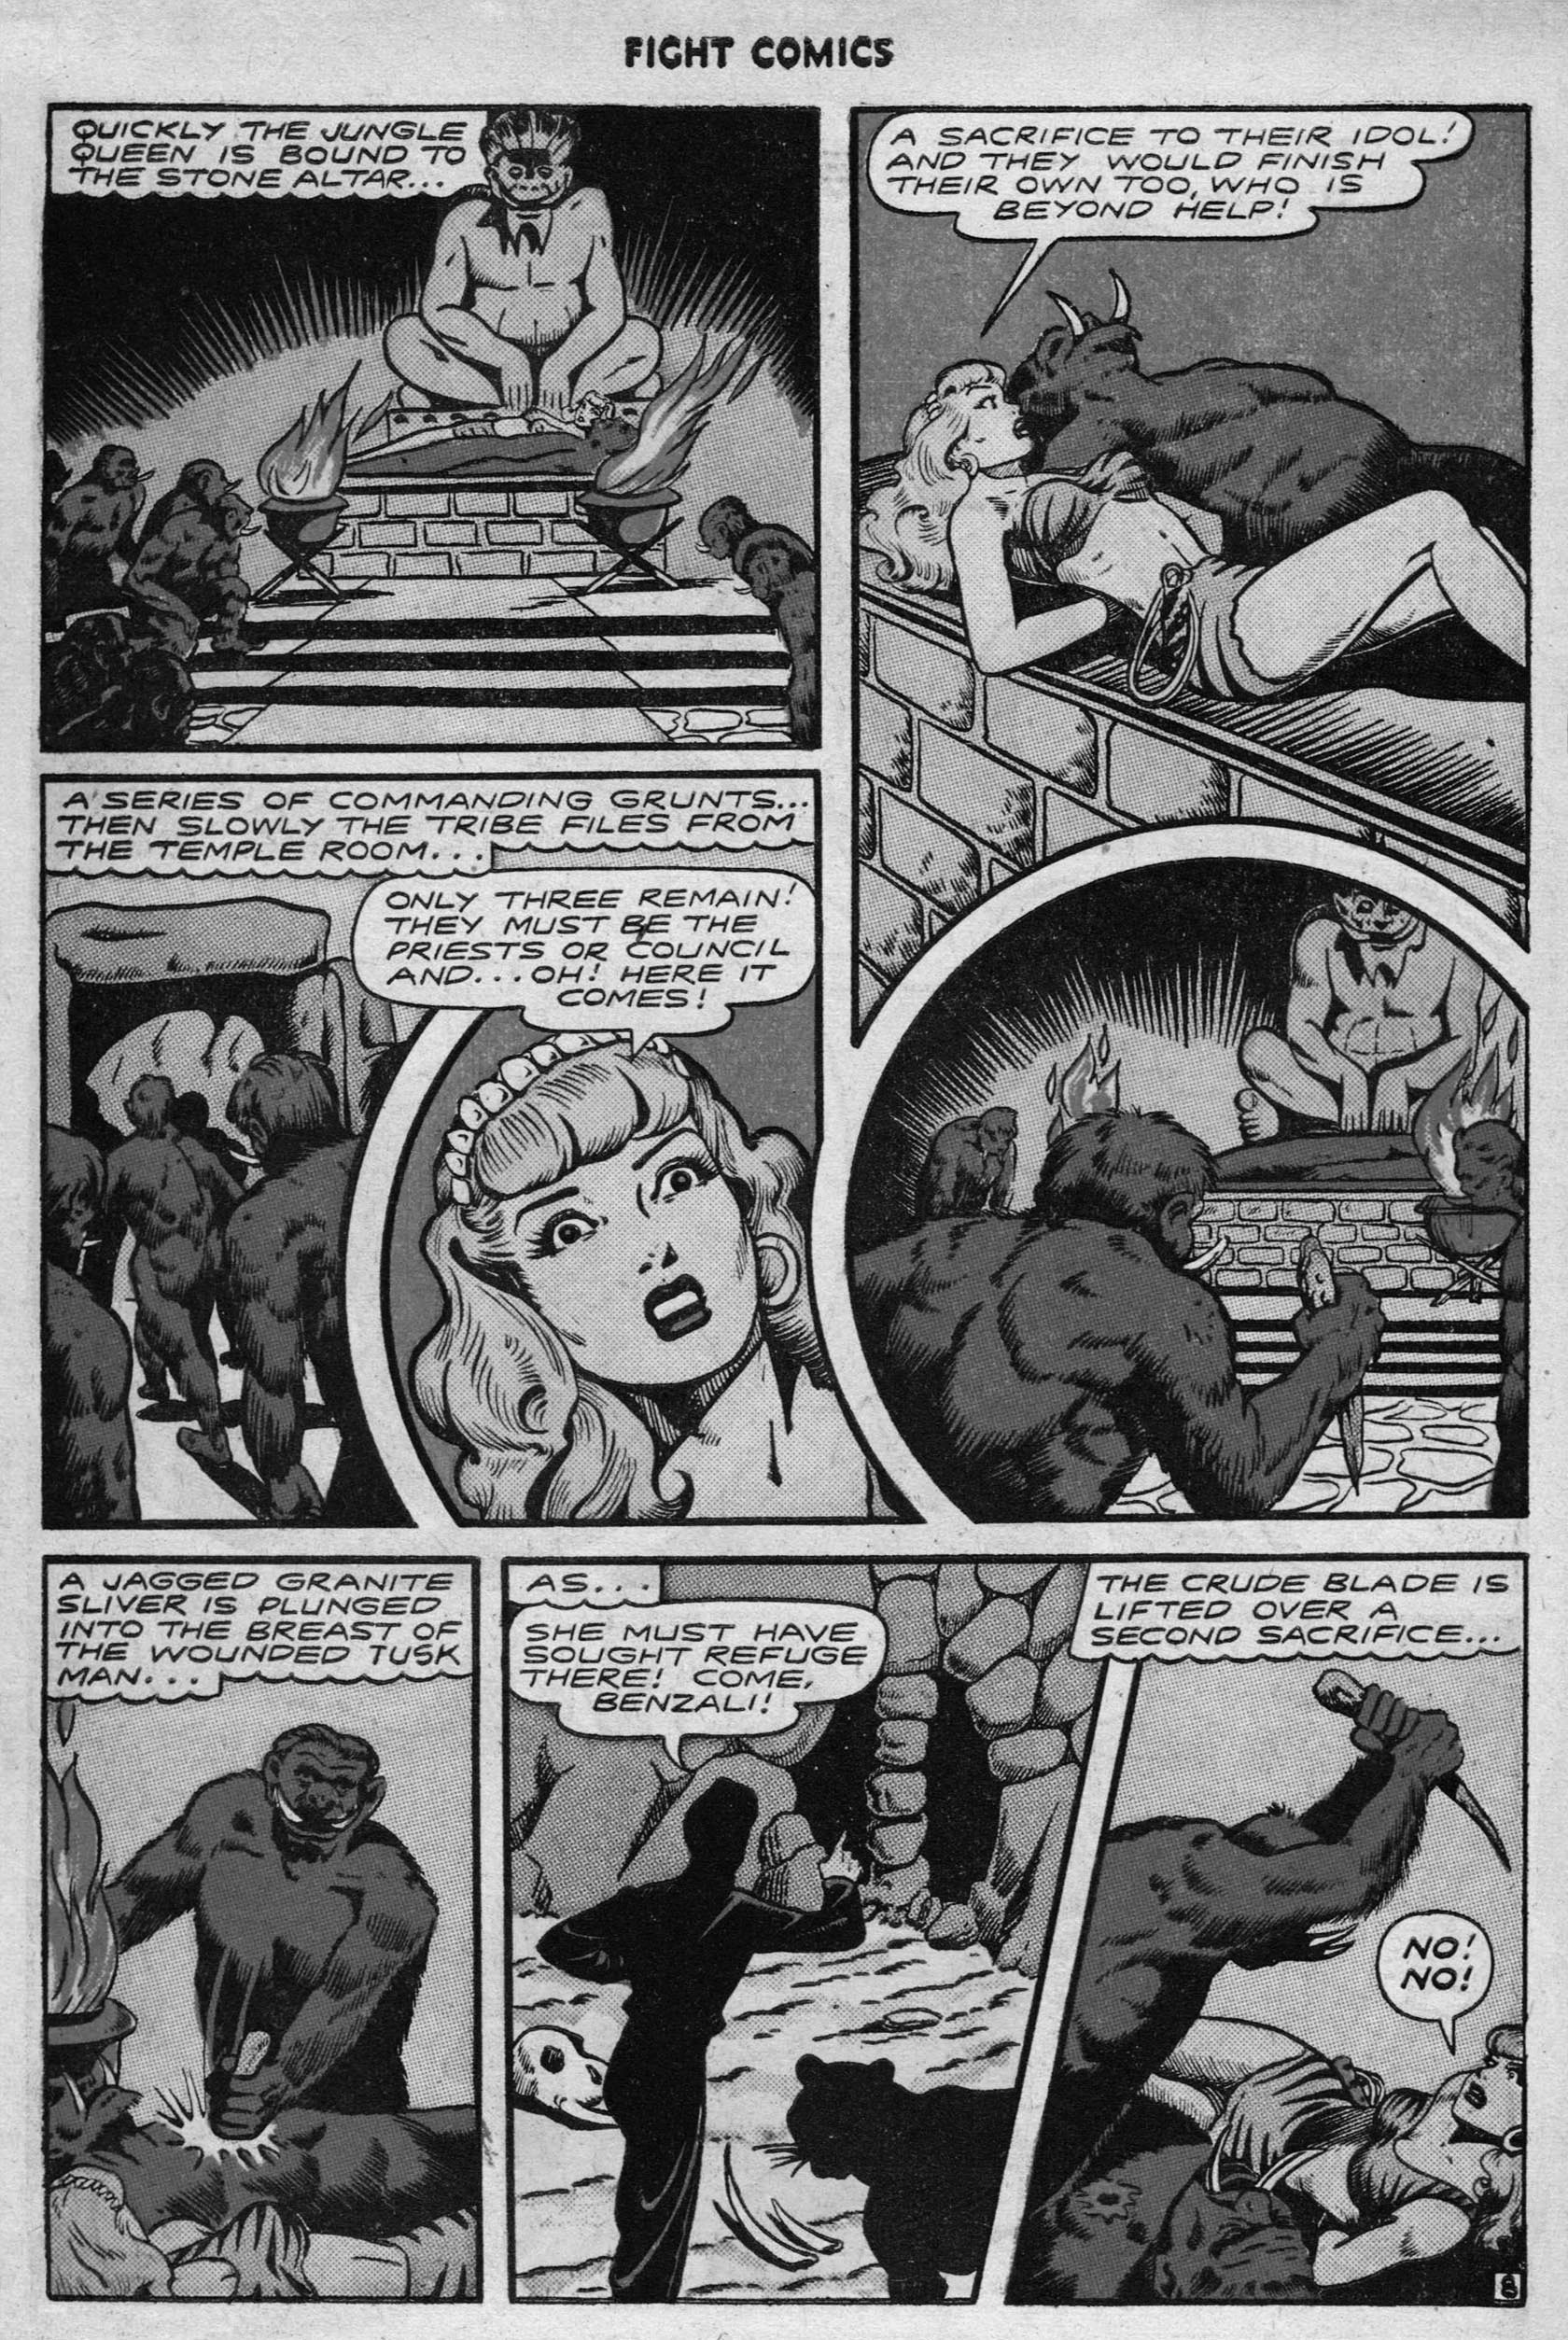 FIGHT COMICS
QUICKLY THE JUNGLE
QUEEN IS BOUND TO
THE STONE ALTAR...
A SACRIFICE TO THEIR IDOL!
AND THEY WOULD FINISH
THEIR OWN TOO, WHO IS
BEYOND HELP!
A SERIES OF COMMANDING GRUNTS...
THEN SLOWLY THE TRIBE FILES FROM
THE TEMPLE ROOM...
ONLY THREE REMAIN!
THEY MUST BE THE
PRIESTS OR COUNCIL
AND...OH! HERE IT
COMES!
A JAGGED GRANITE
SLIVER IS PLUNGED
INTO THE BREAST OF
THE WOUNDED TUSK
MAN...
AS...
SHE MUST HAVE
SOUGHT REFUGE
THERE! COME,
BENZALI!
THE CRUDE BLADE IS
LIFTED OVER A
SECOND SACRIFICE...
NO!
NO!
8